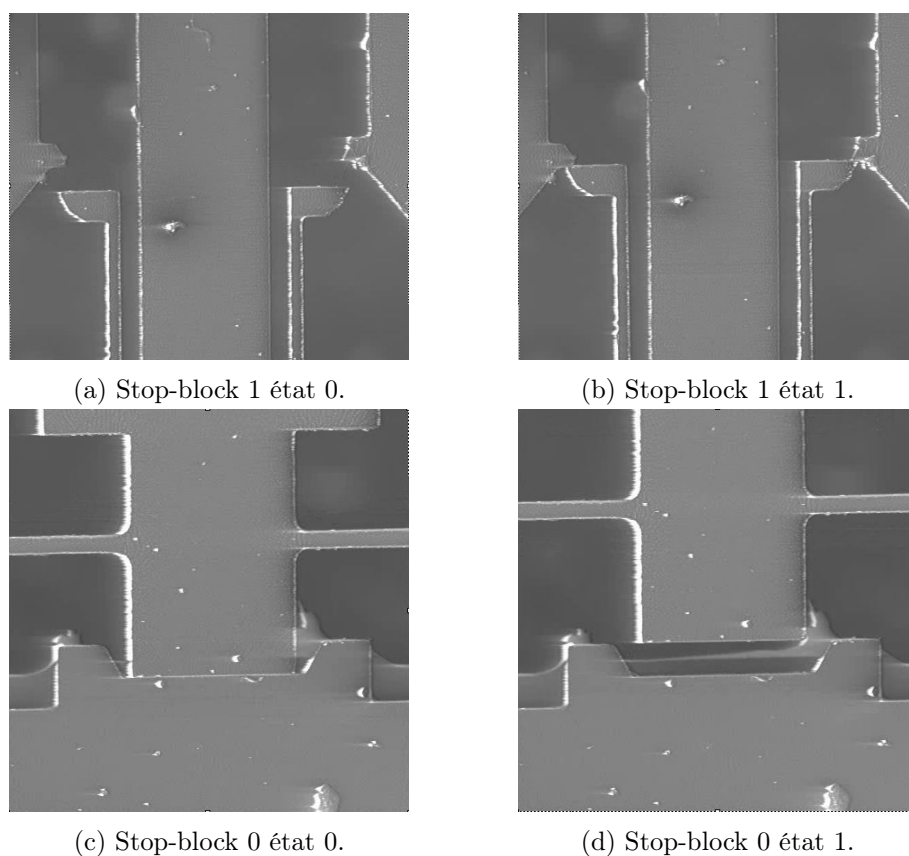 (a) Stop-block 1 état 0.
(b) Stop-block 1 état 1.
(c) Stop-block 0 état 0.
(d) Stop-block 0 état 1.